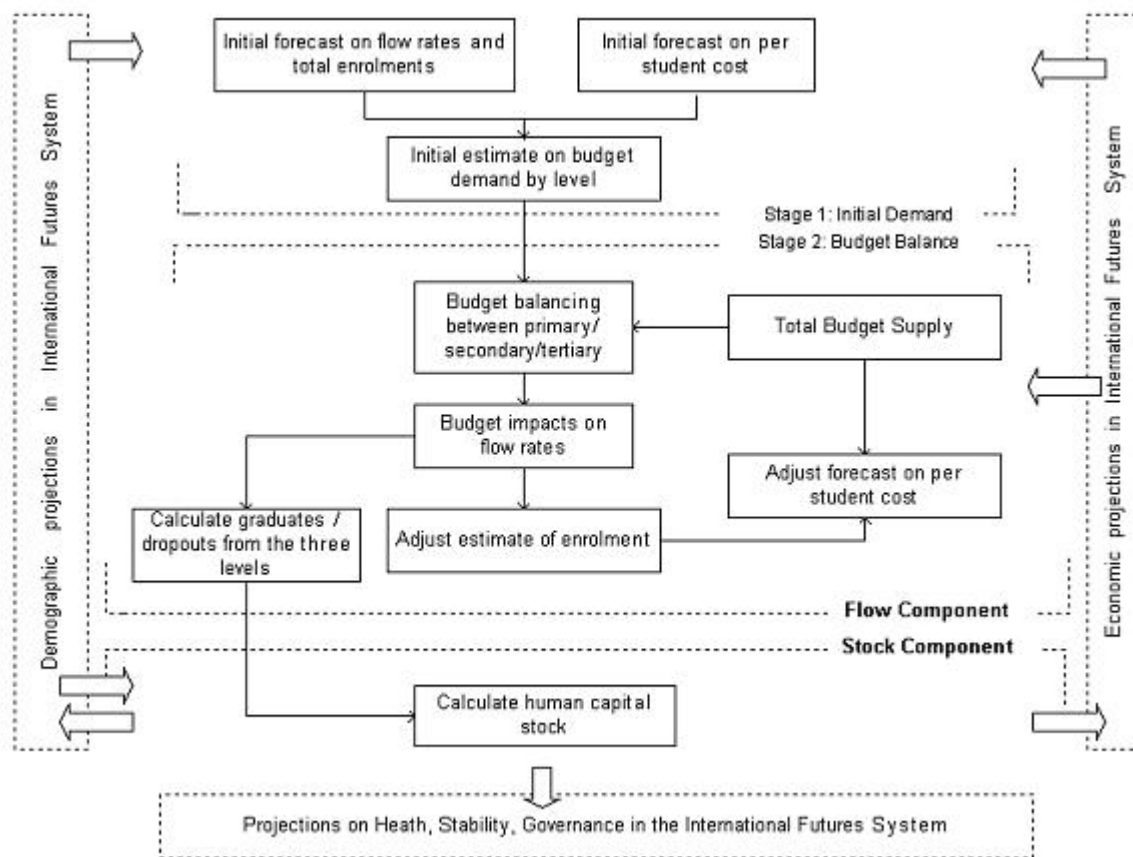 Initial forecast on flow rates and
total enrolments
Initial forecast on per
student cost
Initial estimate on budget
demand by level
Stage 1: Initial Demand
Stage 2: Budget Balance
Budget balancing
between primary/
secondary/tertiary
Total Budget Supply
Budget impacts on
flow rates
Adjust forecast on per
student cost
Calculate graduates /
dropouts from the three
levels
Adjust estimate of enrolment
Flow Component
Stock Component
Calculate human capital
stock
Projections on Heath, Stability, Governance in the International Futures System
Demographic projections in International Futures System
Economic projections in International Futures System